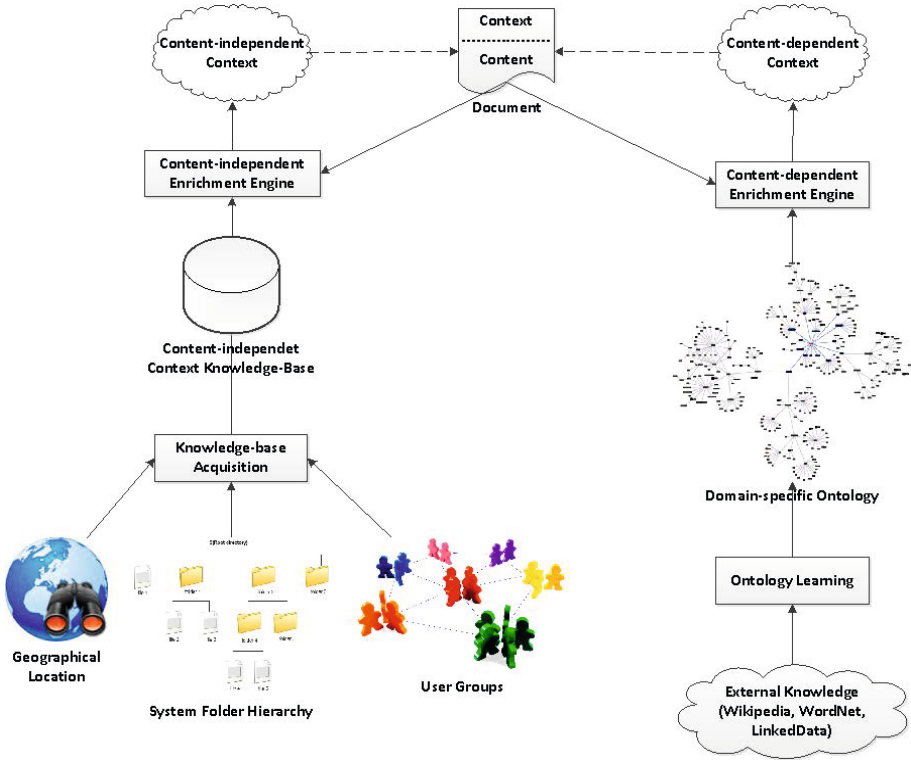 Content-independent
Context
Context
Content
Document
Content-dependent
Context
Content-independent
Enrichment Engine
Content-dependent
Enrichment Engine
Content-independet
Context Knowledge-Base
Knowledge-base
Acquisition
Domain-specific Ontology
Ontology Learning
Geographical
Location
System Folder Hierarchy
User Groups
External Knowledge
(Wikipedia, WordNet,
LinkedData)